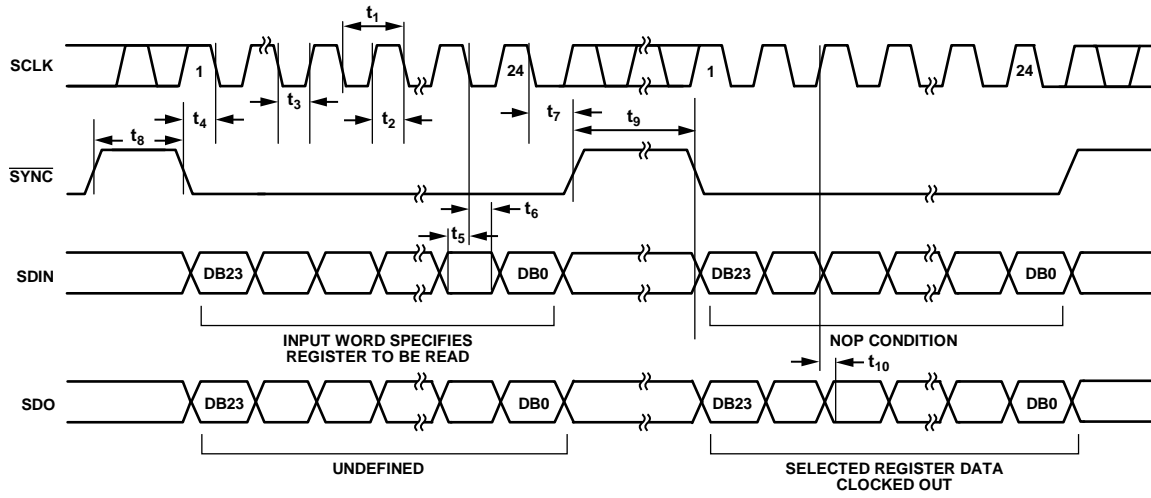 t1
SCLK
1
24
1
24
t3
t4
t2
t7
t9
t8
SYNC
t6
t5
SDIN
DB23
DB0
DB23
DB0
INPUT WORD SPECIFIES
REGISTER TO BE READ
NOP CONDITION
t10
SDO
DB23
DB0
DB23
DB0
UNDEFINED
SELECTED REGISTER DATA
CLOCKED OUT